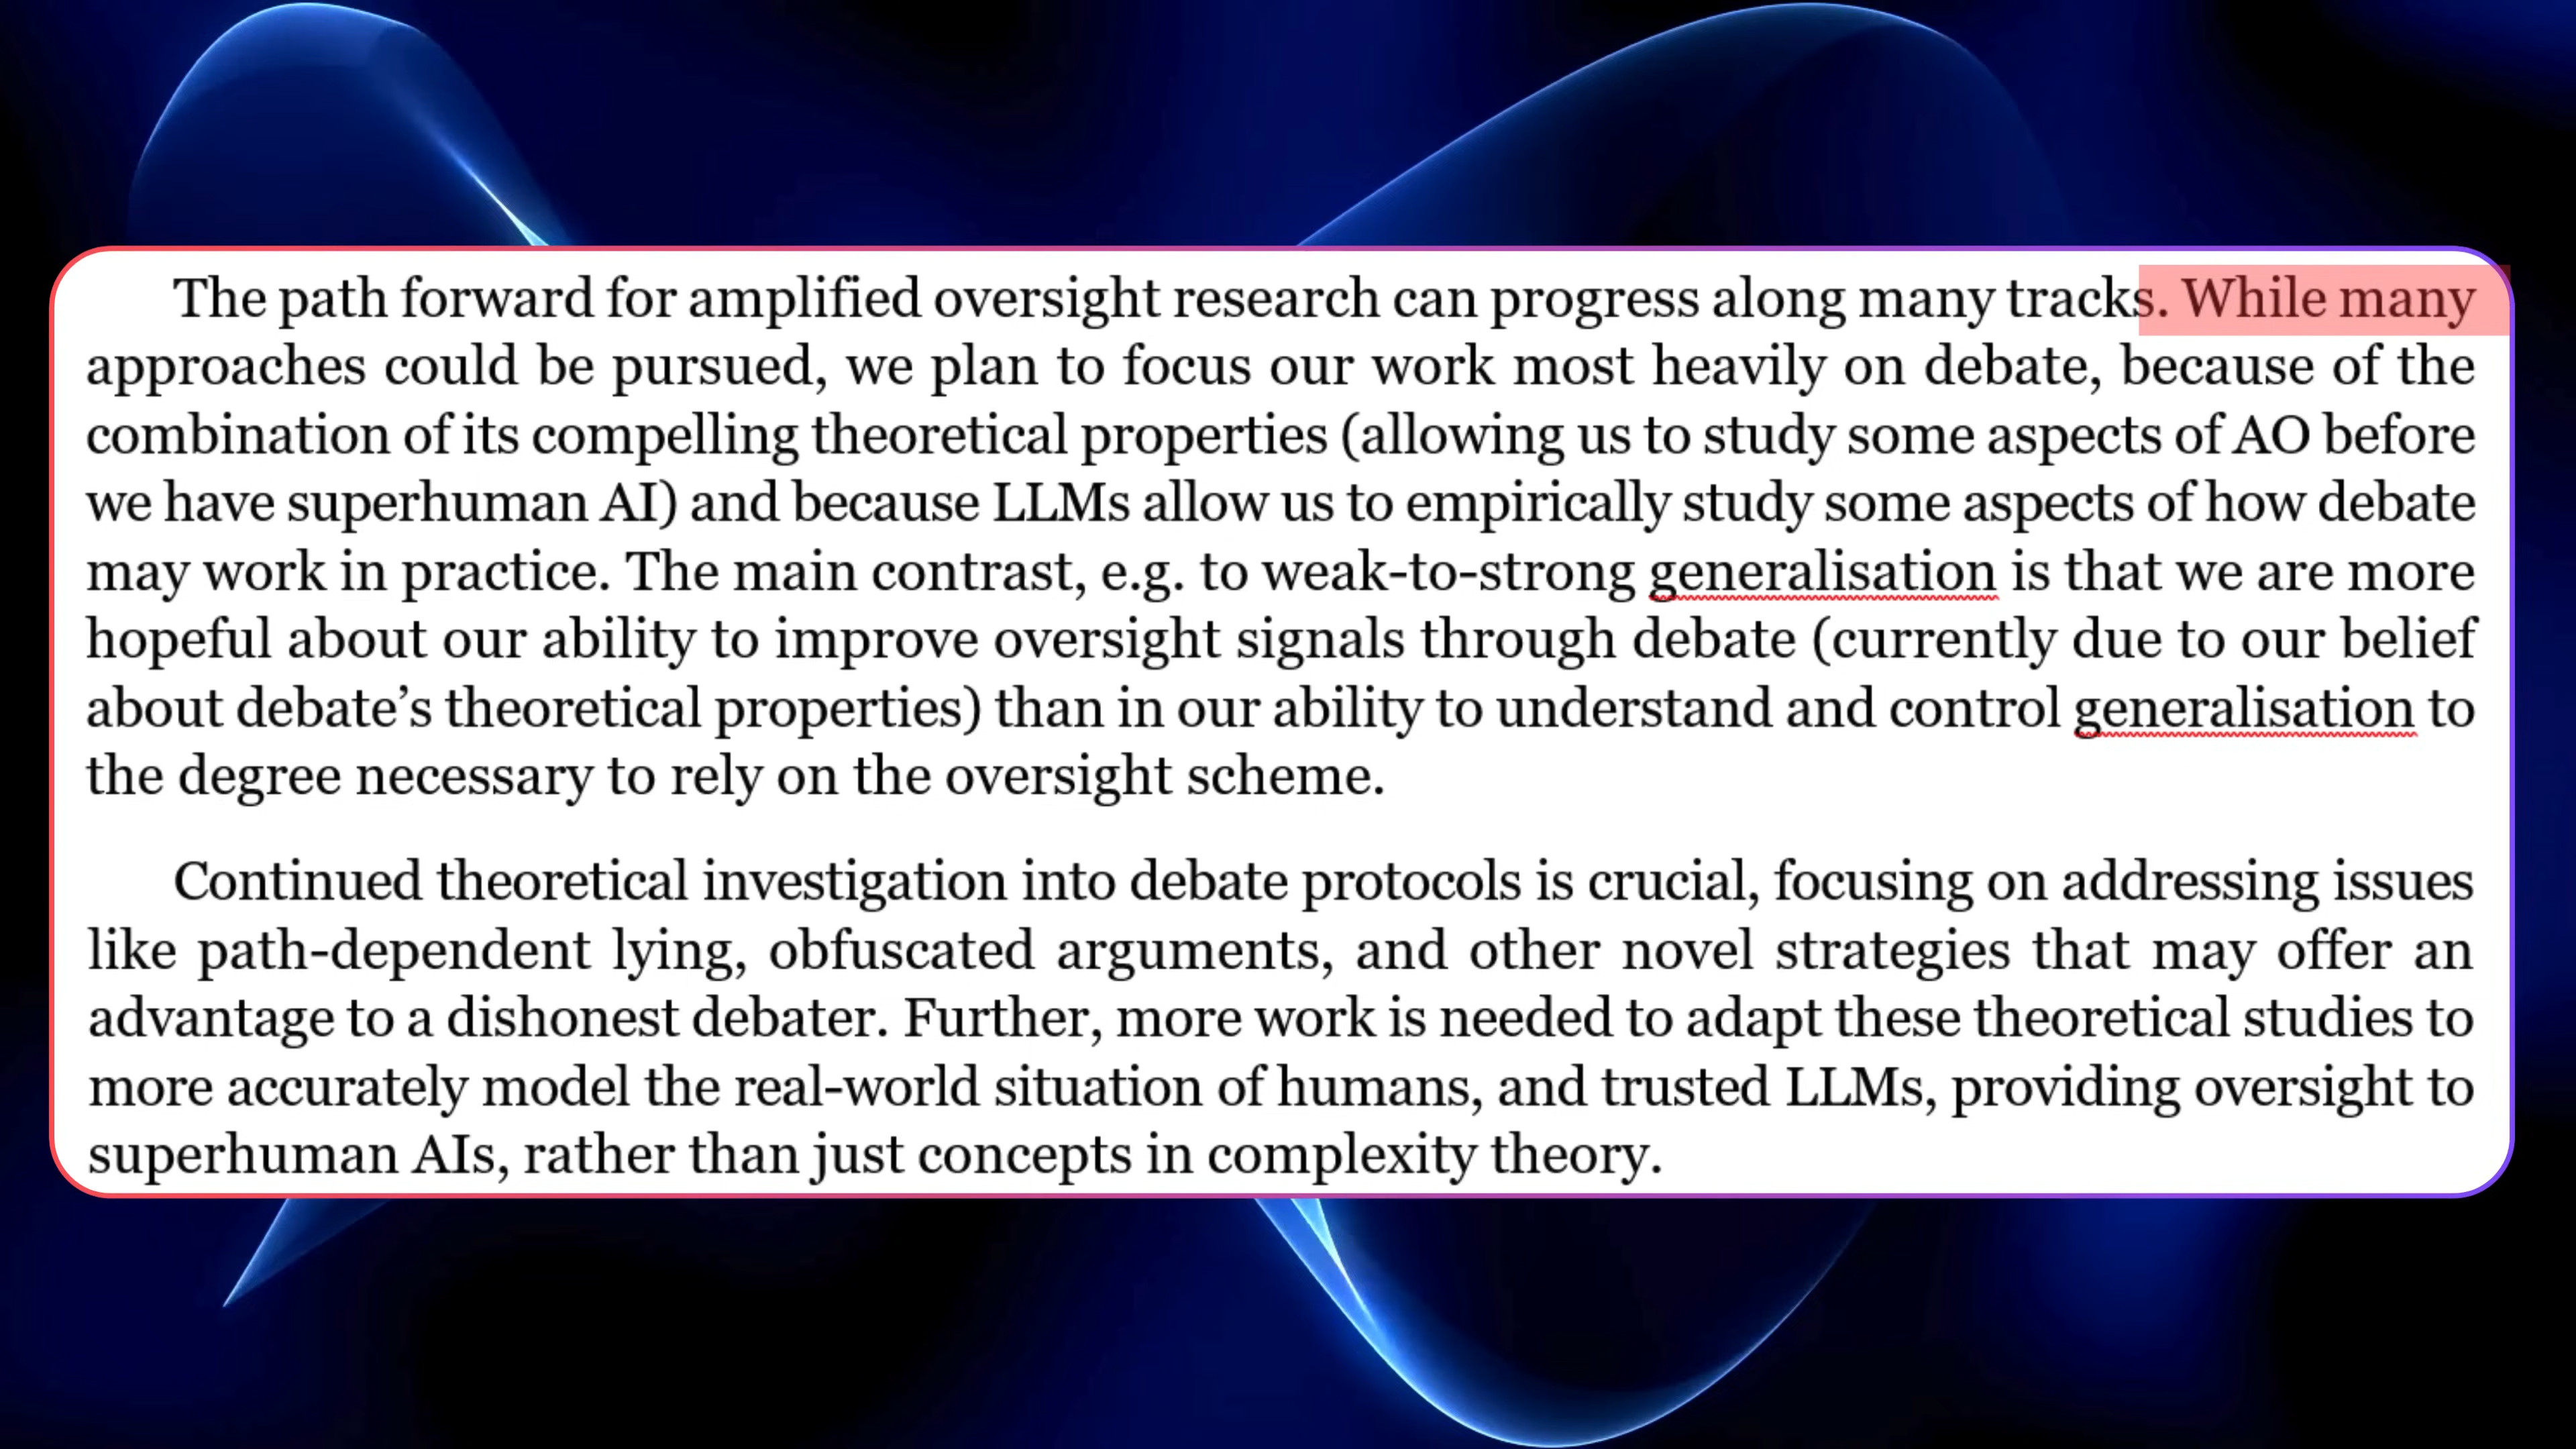 The path forward for amplified oversight research can progress along many tracks. While many
approaches could be pursued, we plan to focus our work most heavily on debate, because of the
combination of its compelling theoretical properties (allowing us to study some aspects of AO before
we have superhuman AI) and because LLMs allow us to empirically study some aspects of how debate
may work in practice. The main contrast, e.g. to weak-to-strong generalisation is that we are more
hopeful about our ability to improve oversight signals through debate (currently due to our belief
about debate’s theoretical properties) than in our ability to understand and control generalisation to
the degree necessary to rely on the oversight scheme.
Continued theoretical investigation into debate protocols is crucial, focusing on addressing issues
like path-dependent lying, obfuscated arguments, and other novel strategies that may offer an
advantage to a dishonest debater. Further, more work is needed to adapt these theoretical studies to
more accurately model the real-world situation of humans, and trusted LLMs, providing oversight to
superhuman AIs, rather than just concepts in complexity theory.